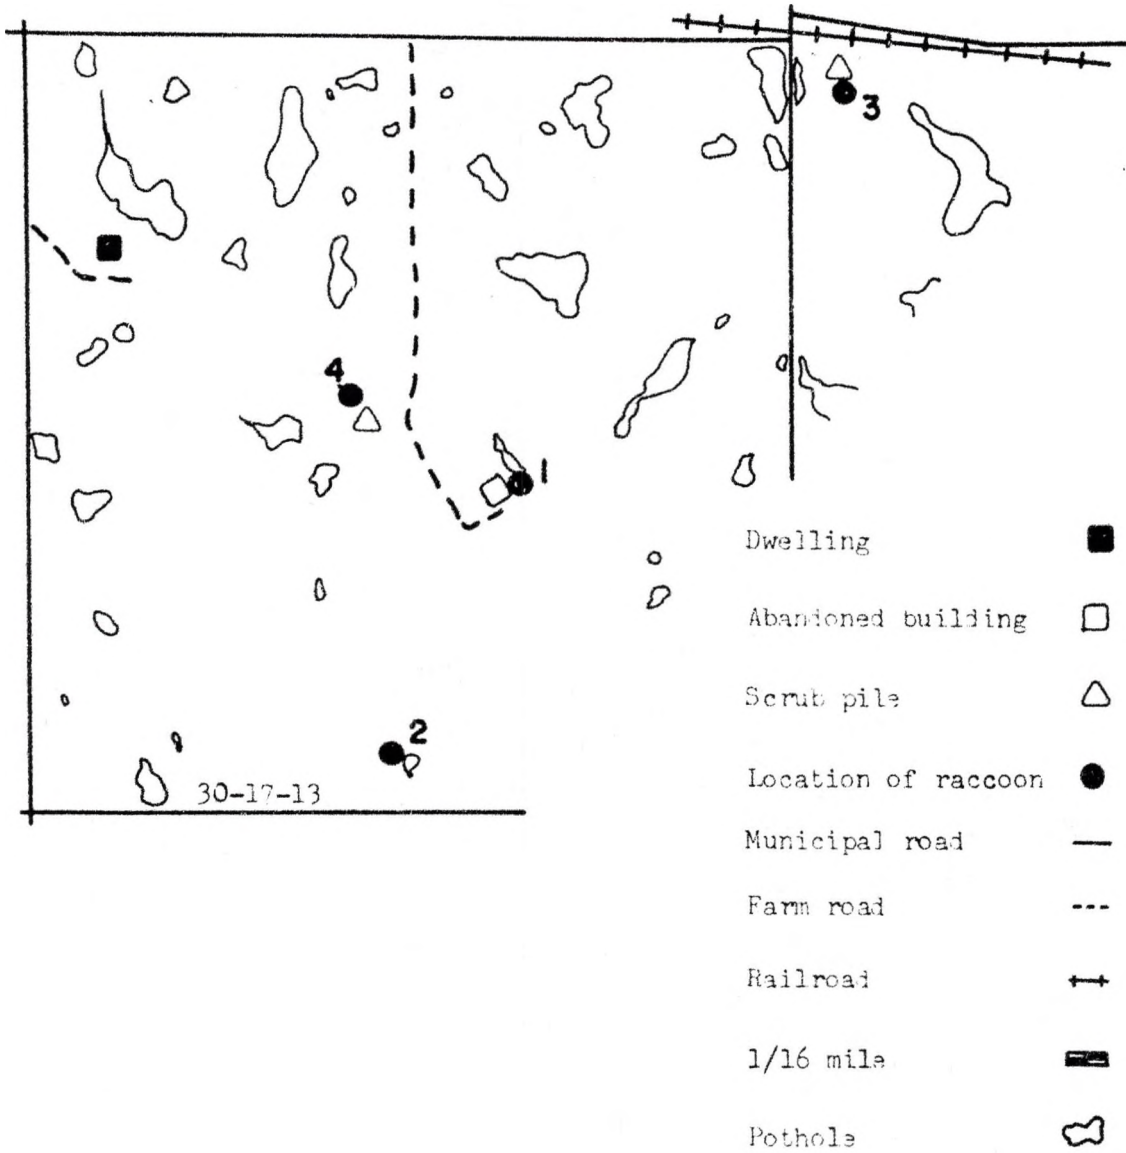 3
4
1
Dwelling
Abandoned building
Scrub pile
2
Location of raccoon
30-17-13
Municipal road
Farm road
Railroad
1/16 mile
Pothole